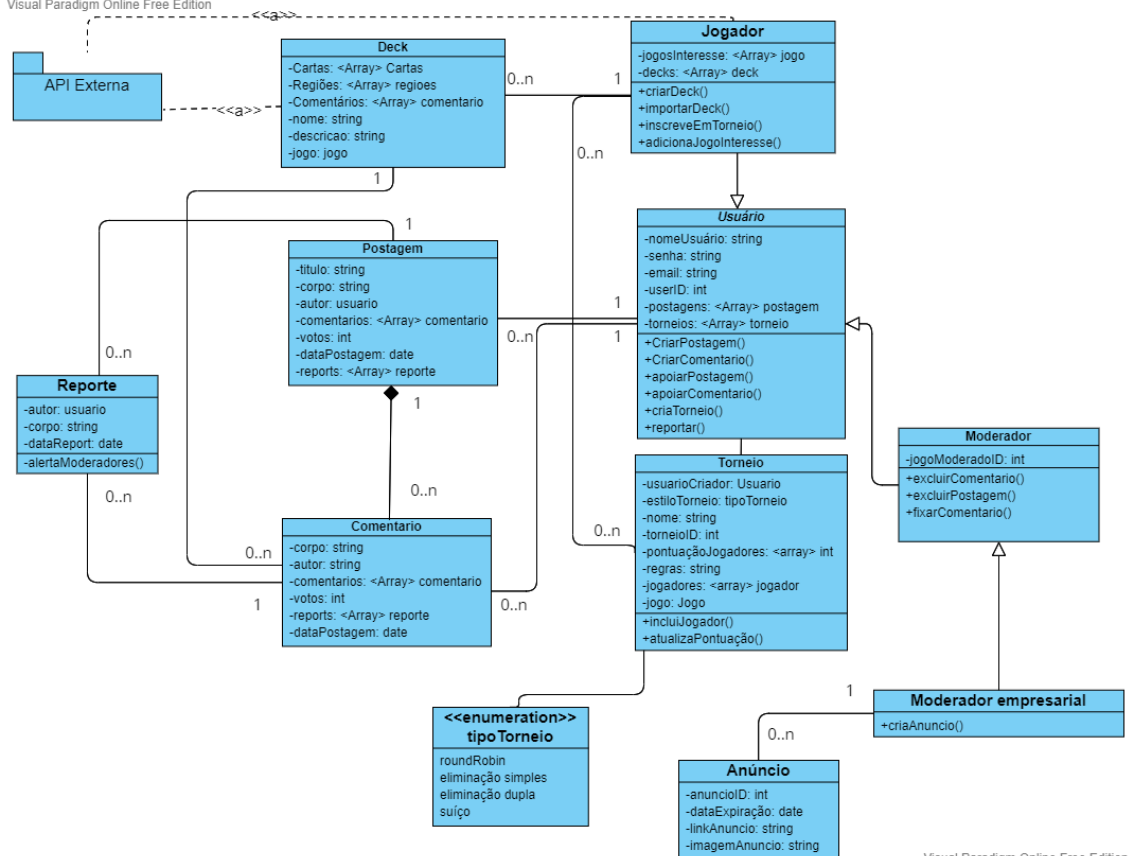 Visual Paradigm Online Free Edition
<<a>>
API Externa
<<a>>
Deck
-Cartas: <Array> Cartas
-Regiões: <Array> regioes
-Comentários: <Array> comentario
-nome: string
-descricao: string
-jogo: jogo
0..n
1
Jogador
-jogosInteresse: <Array> jogo
-decks: <Array> deck
+criarDeck()
+importarDeck()
+inscreveEmTorneio()
+adicionaJogoInteresse()
0..n
1
1
Postagem
-titulo: string
-corpo: string
-autor: usuario
-comentarios: <Array> comentario
-votos: int
-dataPostagem: date
-reports: <Array> reporte
1
0..n
1
Usuário
-nomeUsuário: string
-senha: string
-email: string
-userID: int
-postagens: <Array> postagem
-torneios: <Array> torneio
+CriarPostagem()
+CriarComentario()
+apoiarPostagem()
+apoiarComentario()
+criaTorneio()
+reportar()
0..n
Reporte
-autor: usuario
-corpo: string
-dataReport: date
-alertaModeradores()
0..n
1
0..n
Moderador
-jogoModeradoID: int
+excluirComentario()
+excluirPostagem()
+fixarComentario()
Torneio
-usuarioCriador: Usuario
-estiloTorneio: tipoTorneio
-nome: string
-torneioID: int
-pontuaçãoJogadores: <array> int
-regras: string
-jogadores: <array> jogador
-jogo: Jogo
+incluiJogador()
+atualizaPontuação()
0..n
0..n
1
Comentario
-corpo: string
-autor: string
-comentarios: <Array> comentario
-votos: int
-reports: <Array> reporte
-dataPostagem: date
0..n
<<enumeration>>
tipoTorneio
roundRobin
eliminação simples
eliminação dupla
suíço
1
Moderador empresarial
+criaAnuncio()
0..n
Anúncio
-anuncioID: int
-dataExpiração: date
-linkAnuncio: string
-imagemAnuncio: string
Visual Paradigm Online Free Edition